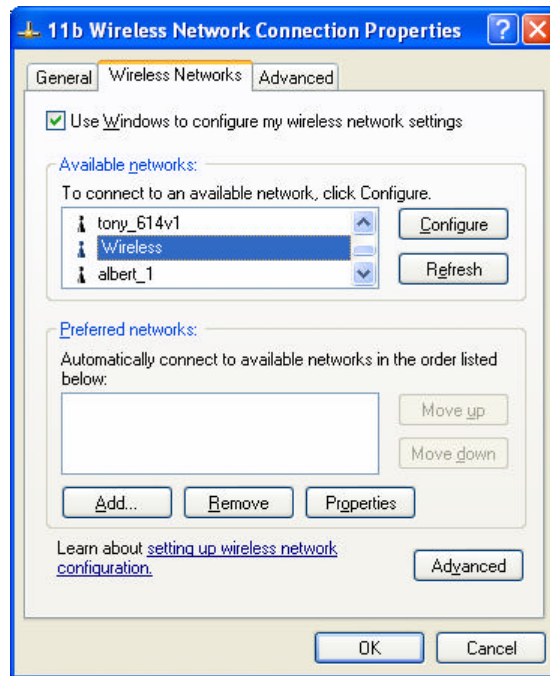 11b Wireless Network Connection Properties
General Wireless Networks Advanced
Use Windows to configure my wireless network settings
Available networks:
To connect to an available network, click Configure.
tony_614v1
Wireless
albert_1
Configure
Refresh
Preferred networks:
Automatically connect to available networks in the order listed
below:
Move up
Move down
Add... Remove Properties
Learn about setting up wireless network
configuration.
Advanced
OK Cancel